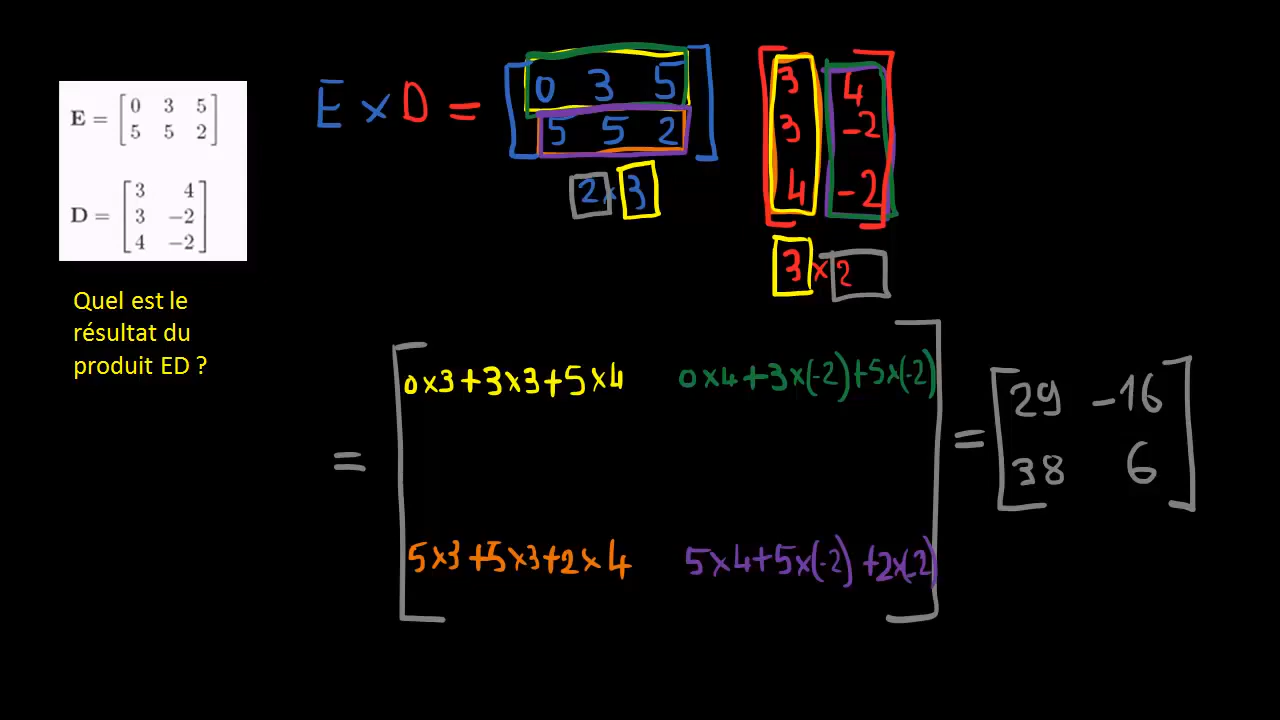 E = [0 3 5
5 5 2]
D = [3 4
3 −2
4 −2]
Quel est le
résultat du
produit ED ?
E × D = [0 3 5
5 5 2]
2 × 3
[3 4
3 -2
4 -2]
3 × 2
= [0×3+3×3+5×4 0×4+3×(-2)+5×(-2)
5×3+5×3+2×4 5×4+5×(-2)+2×(-2)]
= [29 -16
38 6]